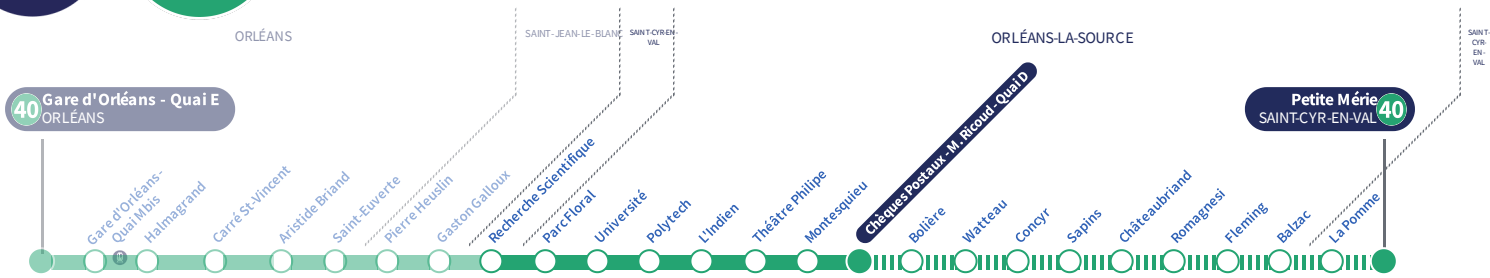 ORLÉANS
SAINT-JEAN-LE-BLANC
SAINT-CYR-EN-
VAL
ORLÉANS-LA-SOURCE
SAINT-
CYR-
EN-
VAL
40
Gare d'Orléans - Quai E
ORLÉANS
Gare d'Orléans-
Quai Mbis
Halmagrand
Carré St-Vincent
Aristide Briand
Saint-Euverte
Pierre Heuslin
Gaston Galloux
Recherche Scientifique
Parc Floral
Université
Polytech
L'Indien
Théâtre Philipe
Montesquieu
Chèques Postaux - M. Ricoud - Quai D
Bolière
Watteau
Concyr
Sapins
Châteaubriand
Romagnesi
Fleming
Balzac
La Pomme
Petite Mérie
SAINT-CYR-EN-VAL
40